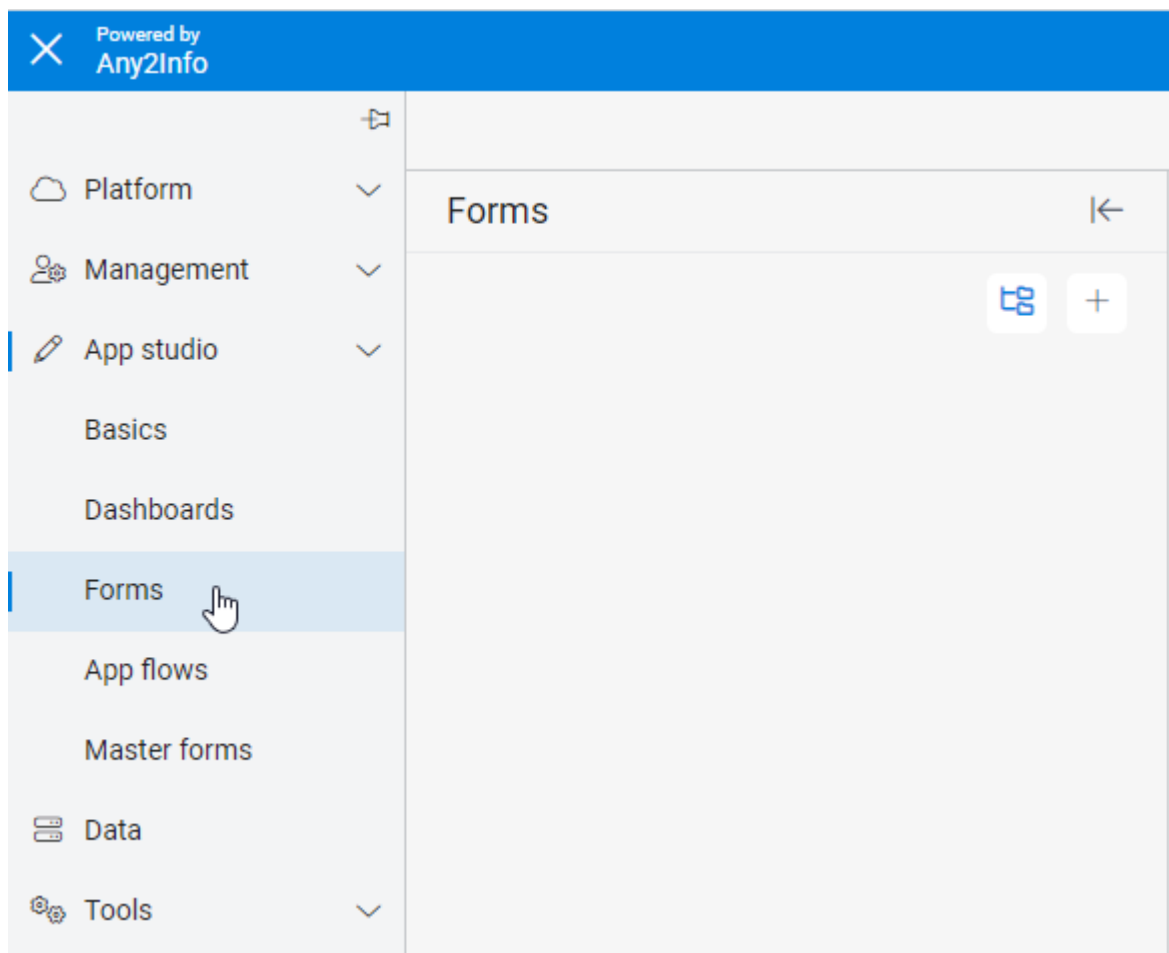 Powered by
Any2Info
Platform
Management
App studio
Basics
Dashboards
Forms
App flows
Master forms
Data
Tools
Forms